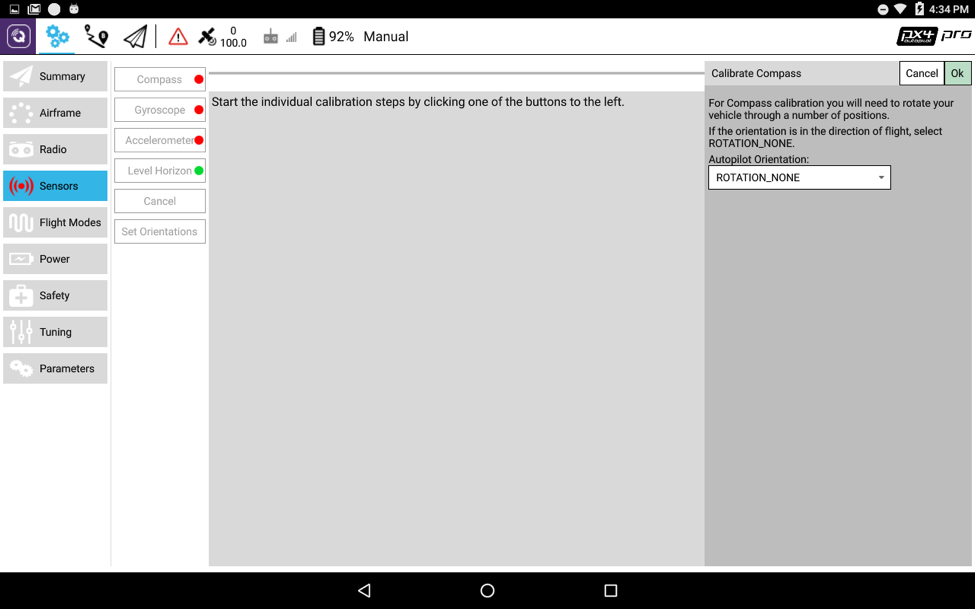 4:34 PM
0
100.0
92%
Manual
px4
pro
Summary
Airframe
Radio
Sensors
Flight Modes
Power
Safety
Tuning
Parameters
Compass
Gyroscope
Accelerometer
Level Horizon
Cancel
Set Orientations
Start the individual calibration steps by clicking one of the buttons to the left.
Calibrate Compass
Cancel
Ok
For Compass calibration you will need to rotate your
vehicle through a number of positions.
If the orientation is in the direction of flight, select
ROTATION_NONE.
Autopilot Orientation:
ROTATION_NONE